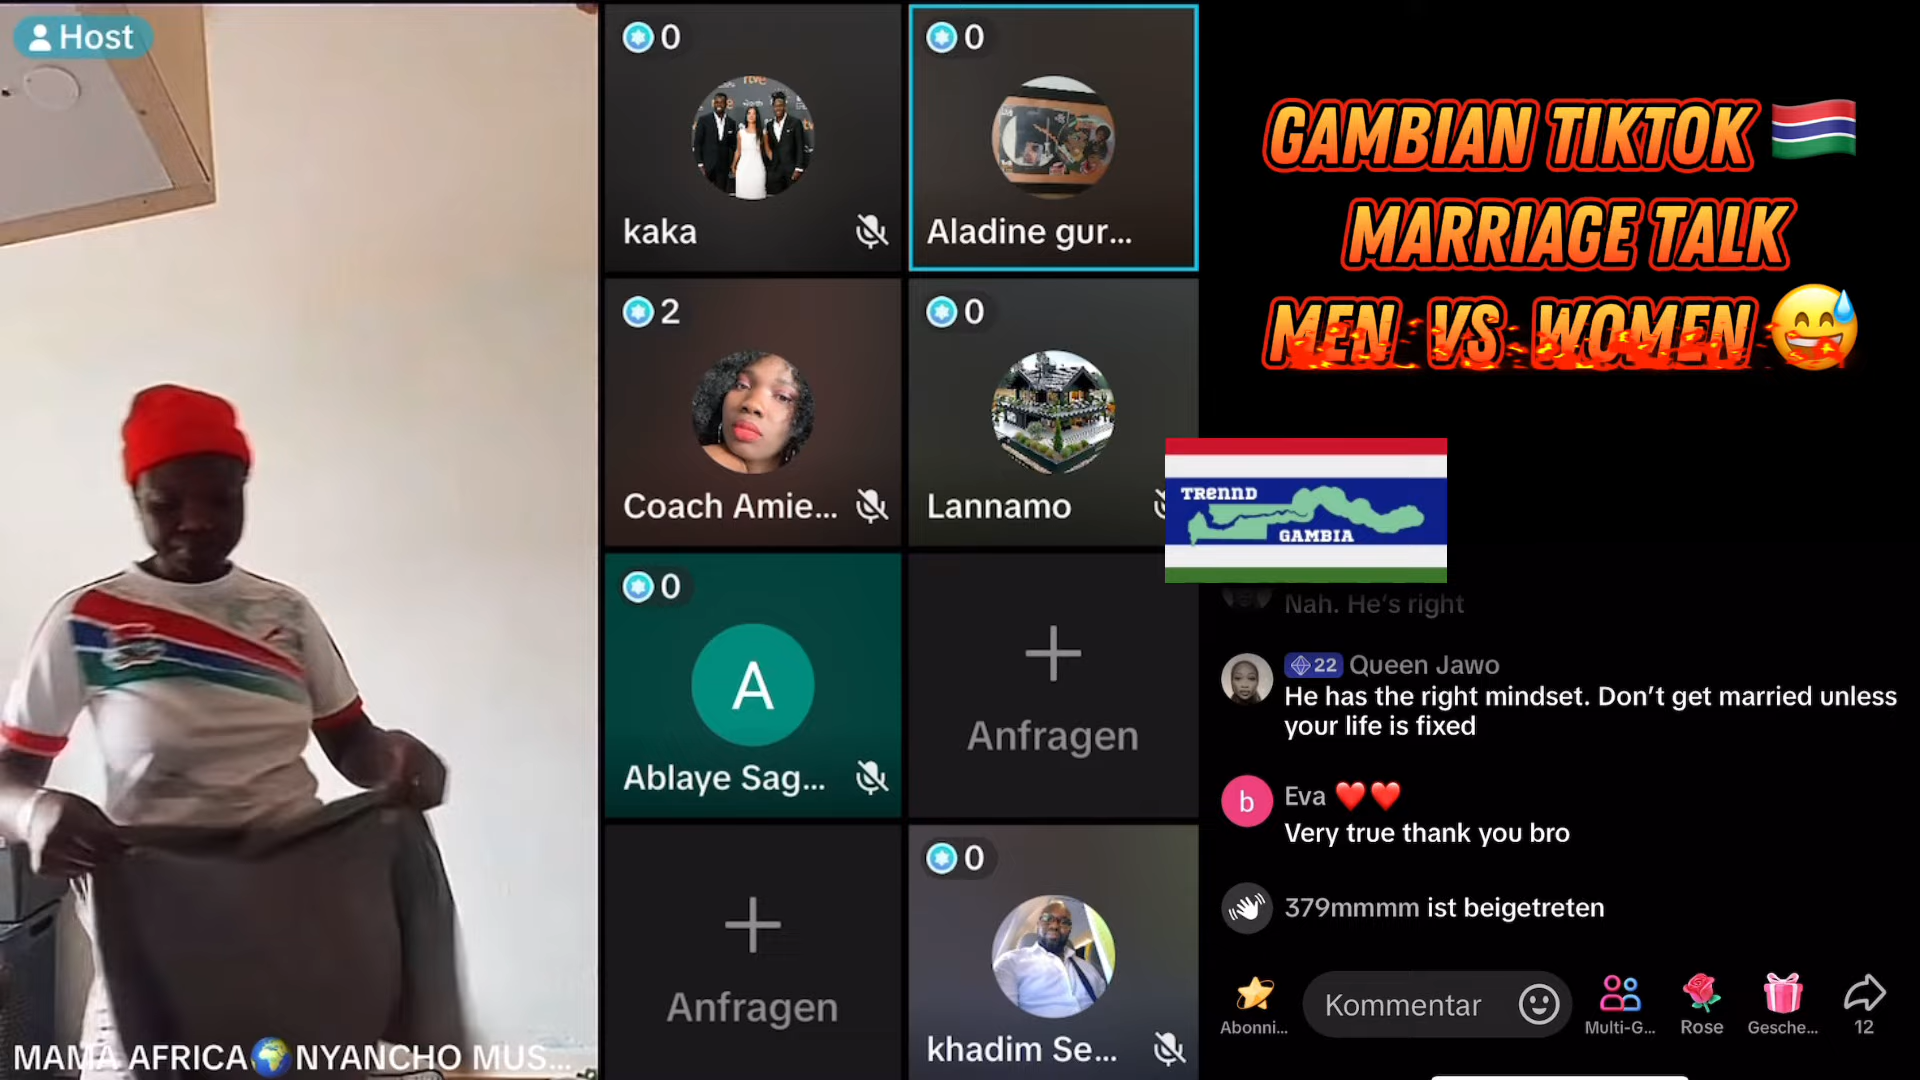 Host
MAMA AFRICA🌍NYANCHO MUS...
0
kaka
0
Aladine gur...
2
Coach Amie...
0
Lannamo
0
A
Ablaye Sag...
Anfragen
Anfragen
0
khadim Se...
GAMBIAN TIKTOK 🇬🇲
MARRIAGE TALK
MEN VS WOMEN 😅
TRENND
GAMBIA
Nah. He's right
22 Queen Jawo
He has the right mindset. Don't get married unless
your life is fixed
b
Eva ❤️❤️
Very true thank you bro
379mmmm ist beigetreten
Abonni...
Kommentar
Multi-G...
Rose
Gesche...
12